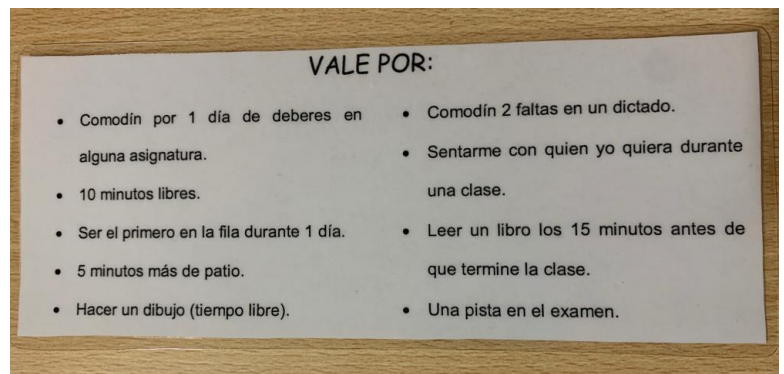 VALE POR:
• Comodín por 1 día de deberes en
alguna asignatura.
• 10 minutos libres.
• Ser el primero en la fila durante 1 día.
• 5 minutos más de patio.
• Hacer un dibujo (tiempo libre).
• Comodín 2 faltas en un dictado.
• Sentarme con quien yo quiera durante
una clase.
• Leer un libro los 15 minutos antes de
que termine la clase.
• Una pista en el examen.